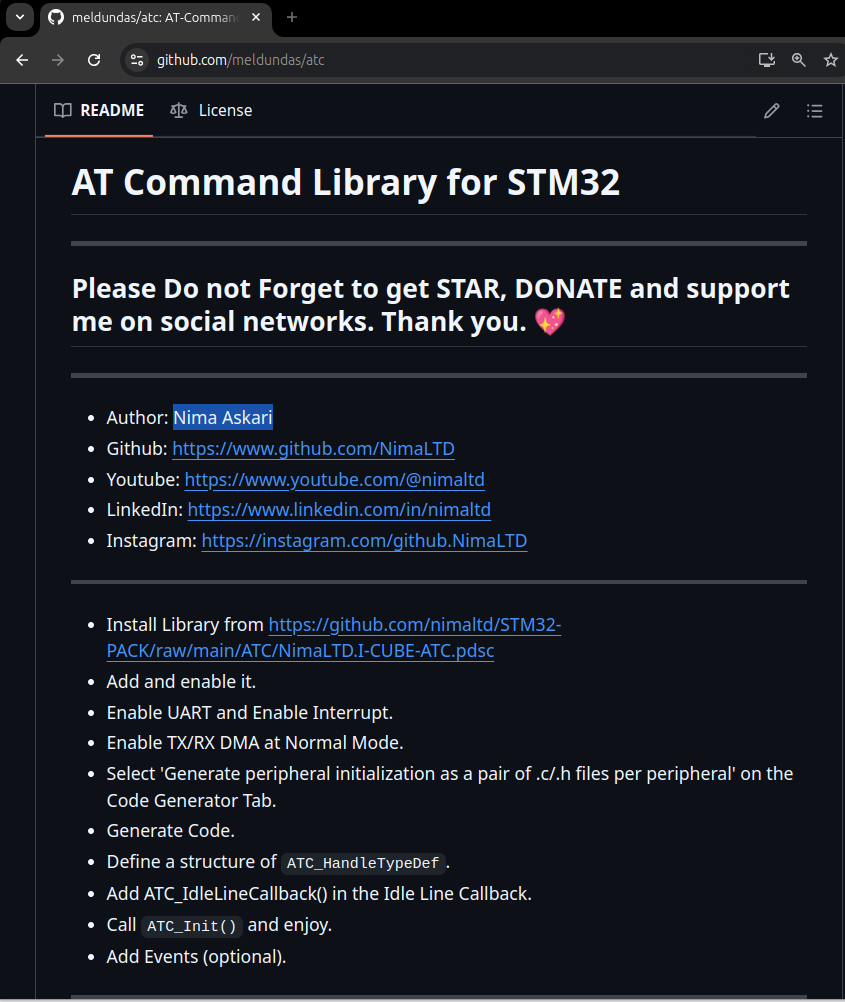 meldundas/atc: AT-Comman
github.com/meldundas/atc
README
License
AT Command Library for STM32
Please Do not Forget to get STAR, DONATE and support
me on social networks. Thank you. 💖
• Author: Nima Askari
• Github: https://www.github.com/NimaLTD
• Youtube: https://www.youtube.com/@nimaltd
• LinkedIn: https://www.linkedin.com/in/nimaltd
• Instagram: https://instagram.com/github.NimaLTD
• Install Library from https://github.com/nimaltd/STM32-
PACK/raw/main/ATC/NimaLTD.I-CUBE-ATC.pdsc
• Add and enable it.
• Enable UART and Enable Interrupt.
• Enable TX/RX DMA at Normal Mode.
• Select 'Generate peripheral initialization as a pair of .c/.h files per peripheral' on the
Code Generator Tab.
• Generate Code.
• Define a structure of ATC_HandleTypeDef.
• Add ATC_IdleLineCallback() in the Idle Line Callback.
• Call ATC_Init() and enjoy.
• Add Events (optional).